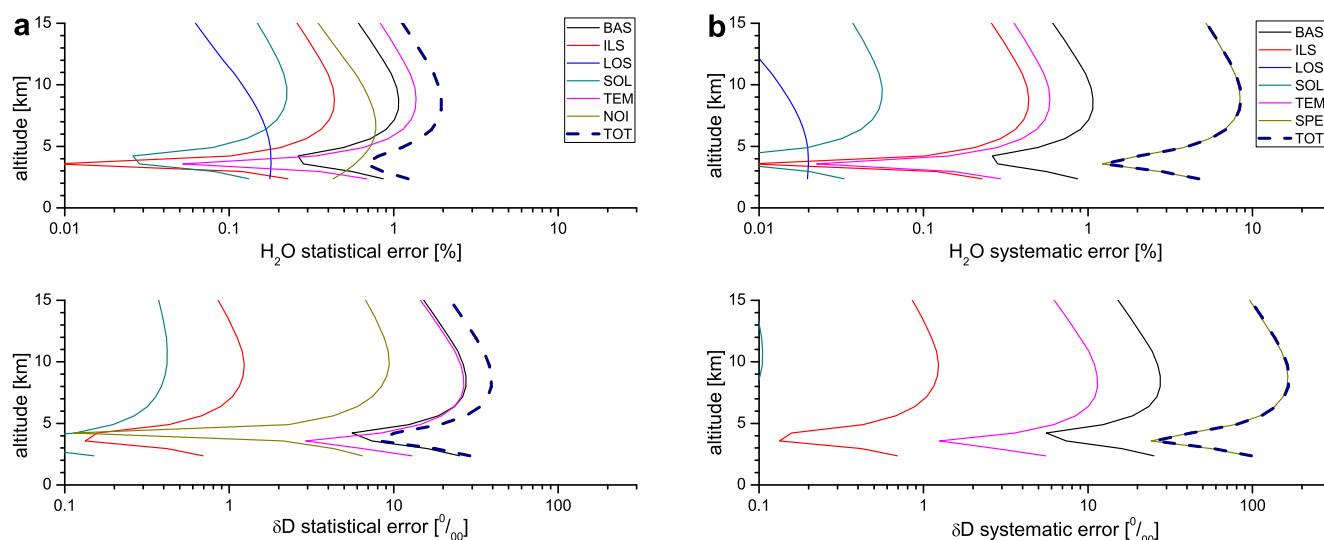 a
15
10
5
0
altitude [km]
0.01
0.1
1
10
100
H₂O statistical error [%]
BAS
ILS
LOS
SOL
TEM
NOI
TOT
b
15
10
5
0
altitude [km]
0.01
0.1
1
10
H₂O systematic error [%]
BAS
ILS
LOS
SOL
TEM
SPE
TOT
15
10
5
0
altitude [km]
0.1
1
10
100
δD statistical error [⁰/₀₀]
15
10
5
0
altitude [km]
0.1
1
10
100
δD systematic error [⁰/₀₀]